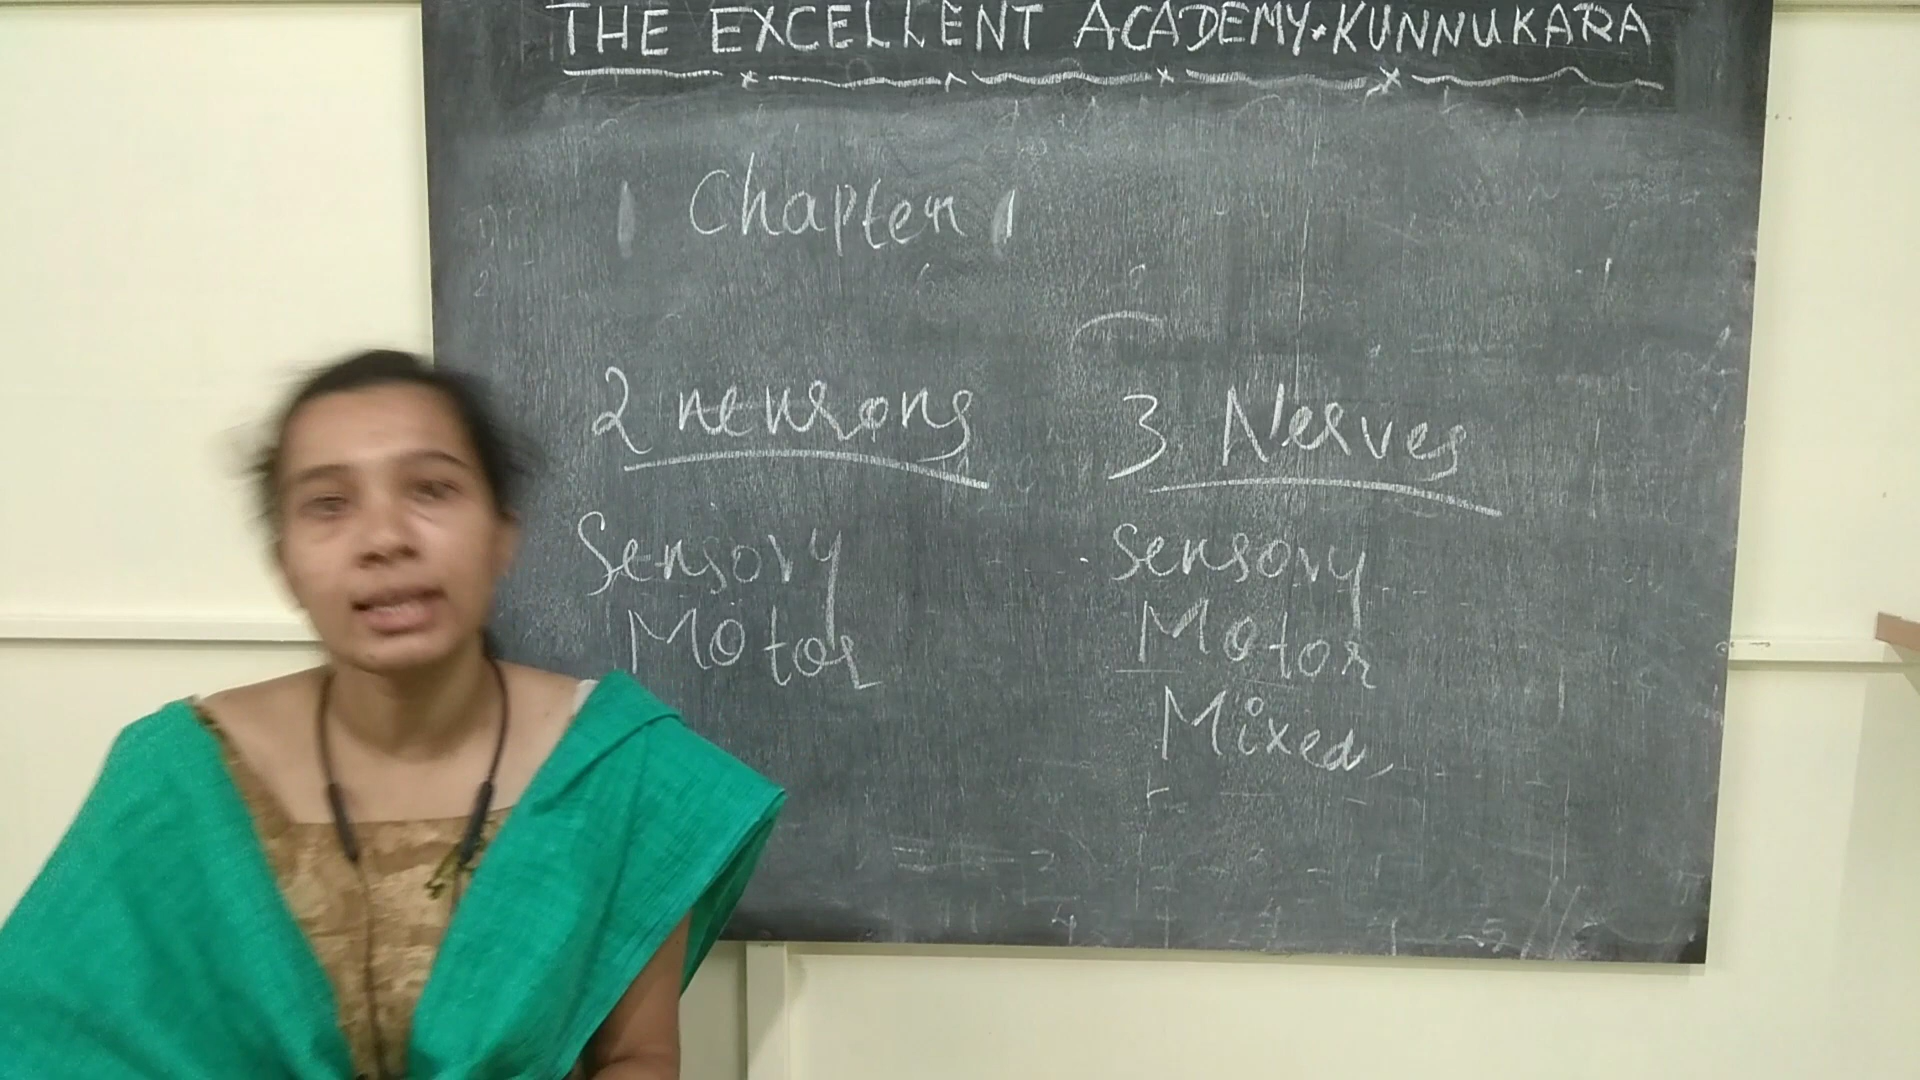 THE EXCELLENT ACADEMY•KUNNUKARA
Chapter 1
2 neurons
Sensory
Motor
3 Nerves
Sensory
Motor
Mixed